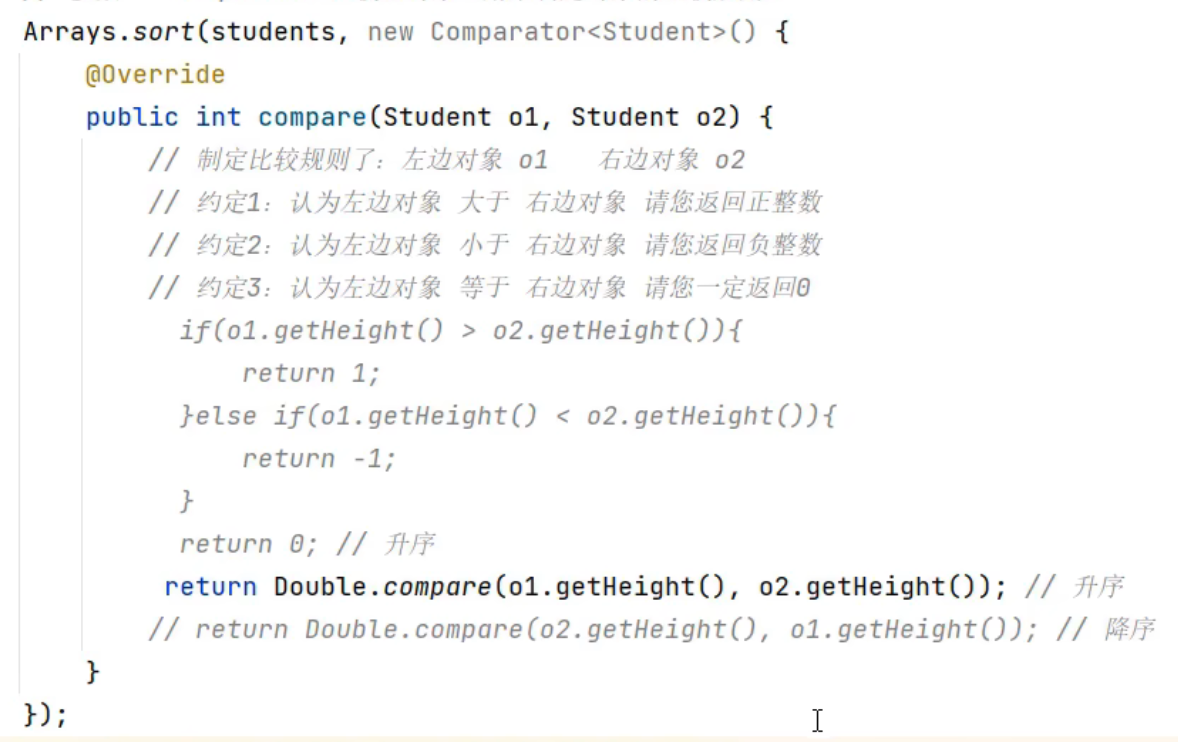 Arrays.sort(students, new Comparator<Student>() {
@Override
public int compare(Student o1, Student o2) {
// 制定比较规则了：左边对象 o1   右边对象 o2
// 约定1：认为左边对象 大于 右边对象 请您返回正整数
// 约定2：认为左边对象 小于 右边对象 请您返回负整数
// 约定3：认为左边对象 等于 右边对象 请您一定返回0
if(o1.getHeight() > o2.getHeight()){
return 1;
}else if(o1.getHeight() < o2.getHeight()){
return -1;
}
return 0; // 升序
return Double.compare(o1.getHeight(), o2.getHeight()); // 升序
// return Double.compare(o2.getHeight(), o1.getHeight()); // 降序
}
});